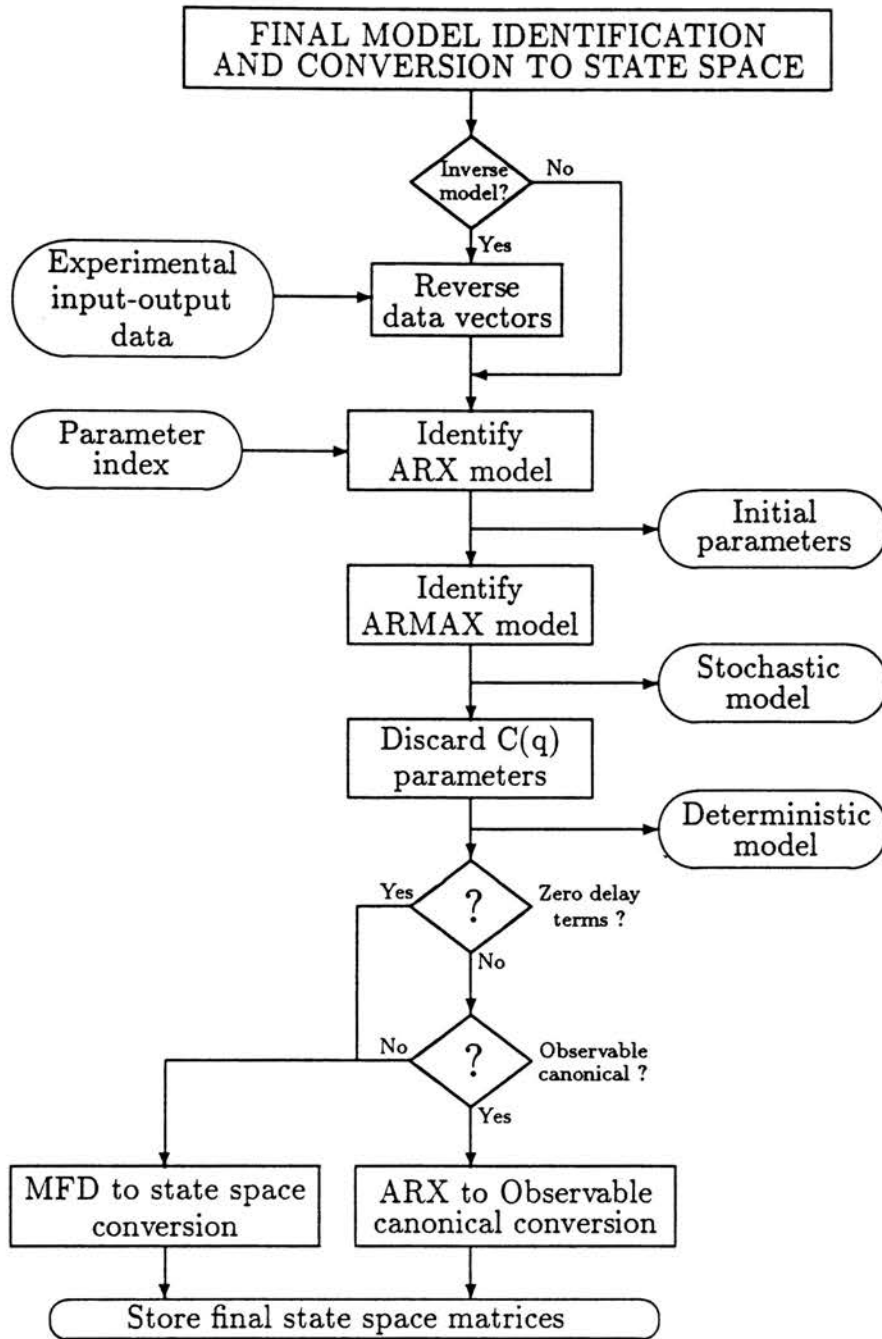 FINAL MODEL IDENTIFICATION
AND CONVERSION TO STATE SPACE
Inverse
model?
No
Yes
Experimental
input-output
data
Reverse
data vectors
Parameter
index
Identify
ARX model
Initial
parameters
Identify
ARMAX model
Stochastic
model
Discard C(q)
parameters
Deterministic
model
Yes
?
Zero delay
terms ?
No
No
?
Observable
canonical ?
Yes
MFD to state space
conversion
ARX to Observable
canonical conversion
Store final state space matrices